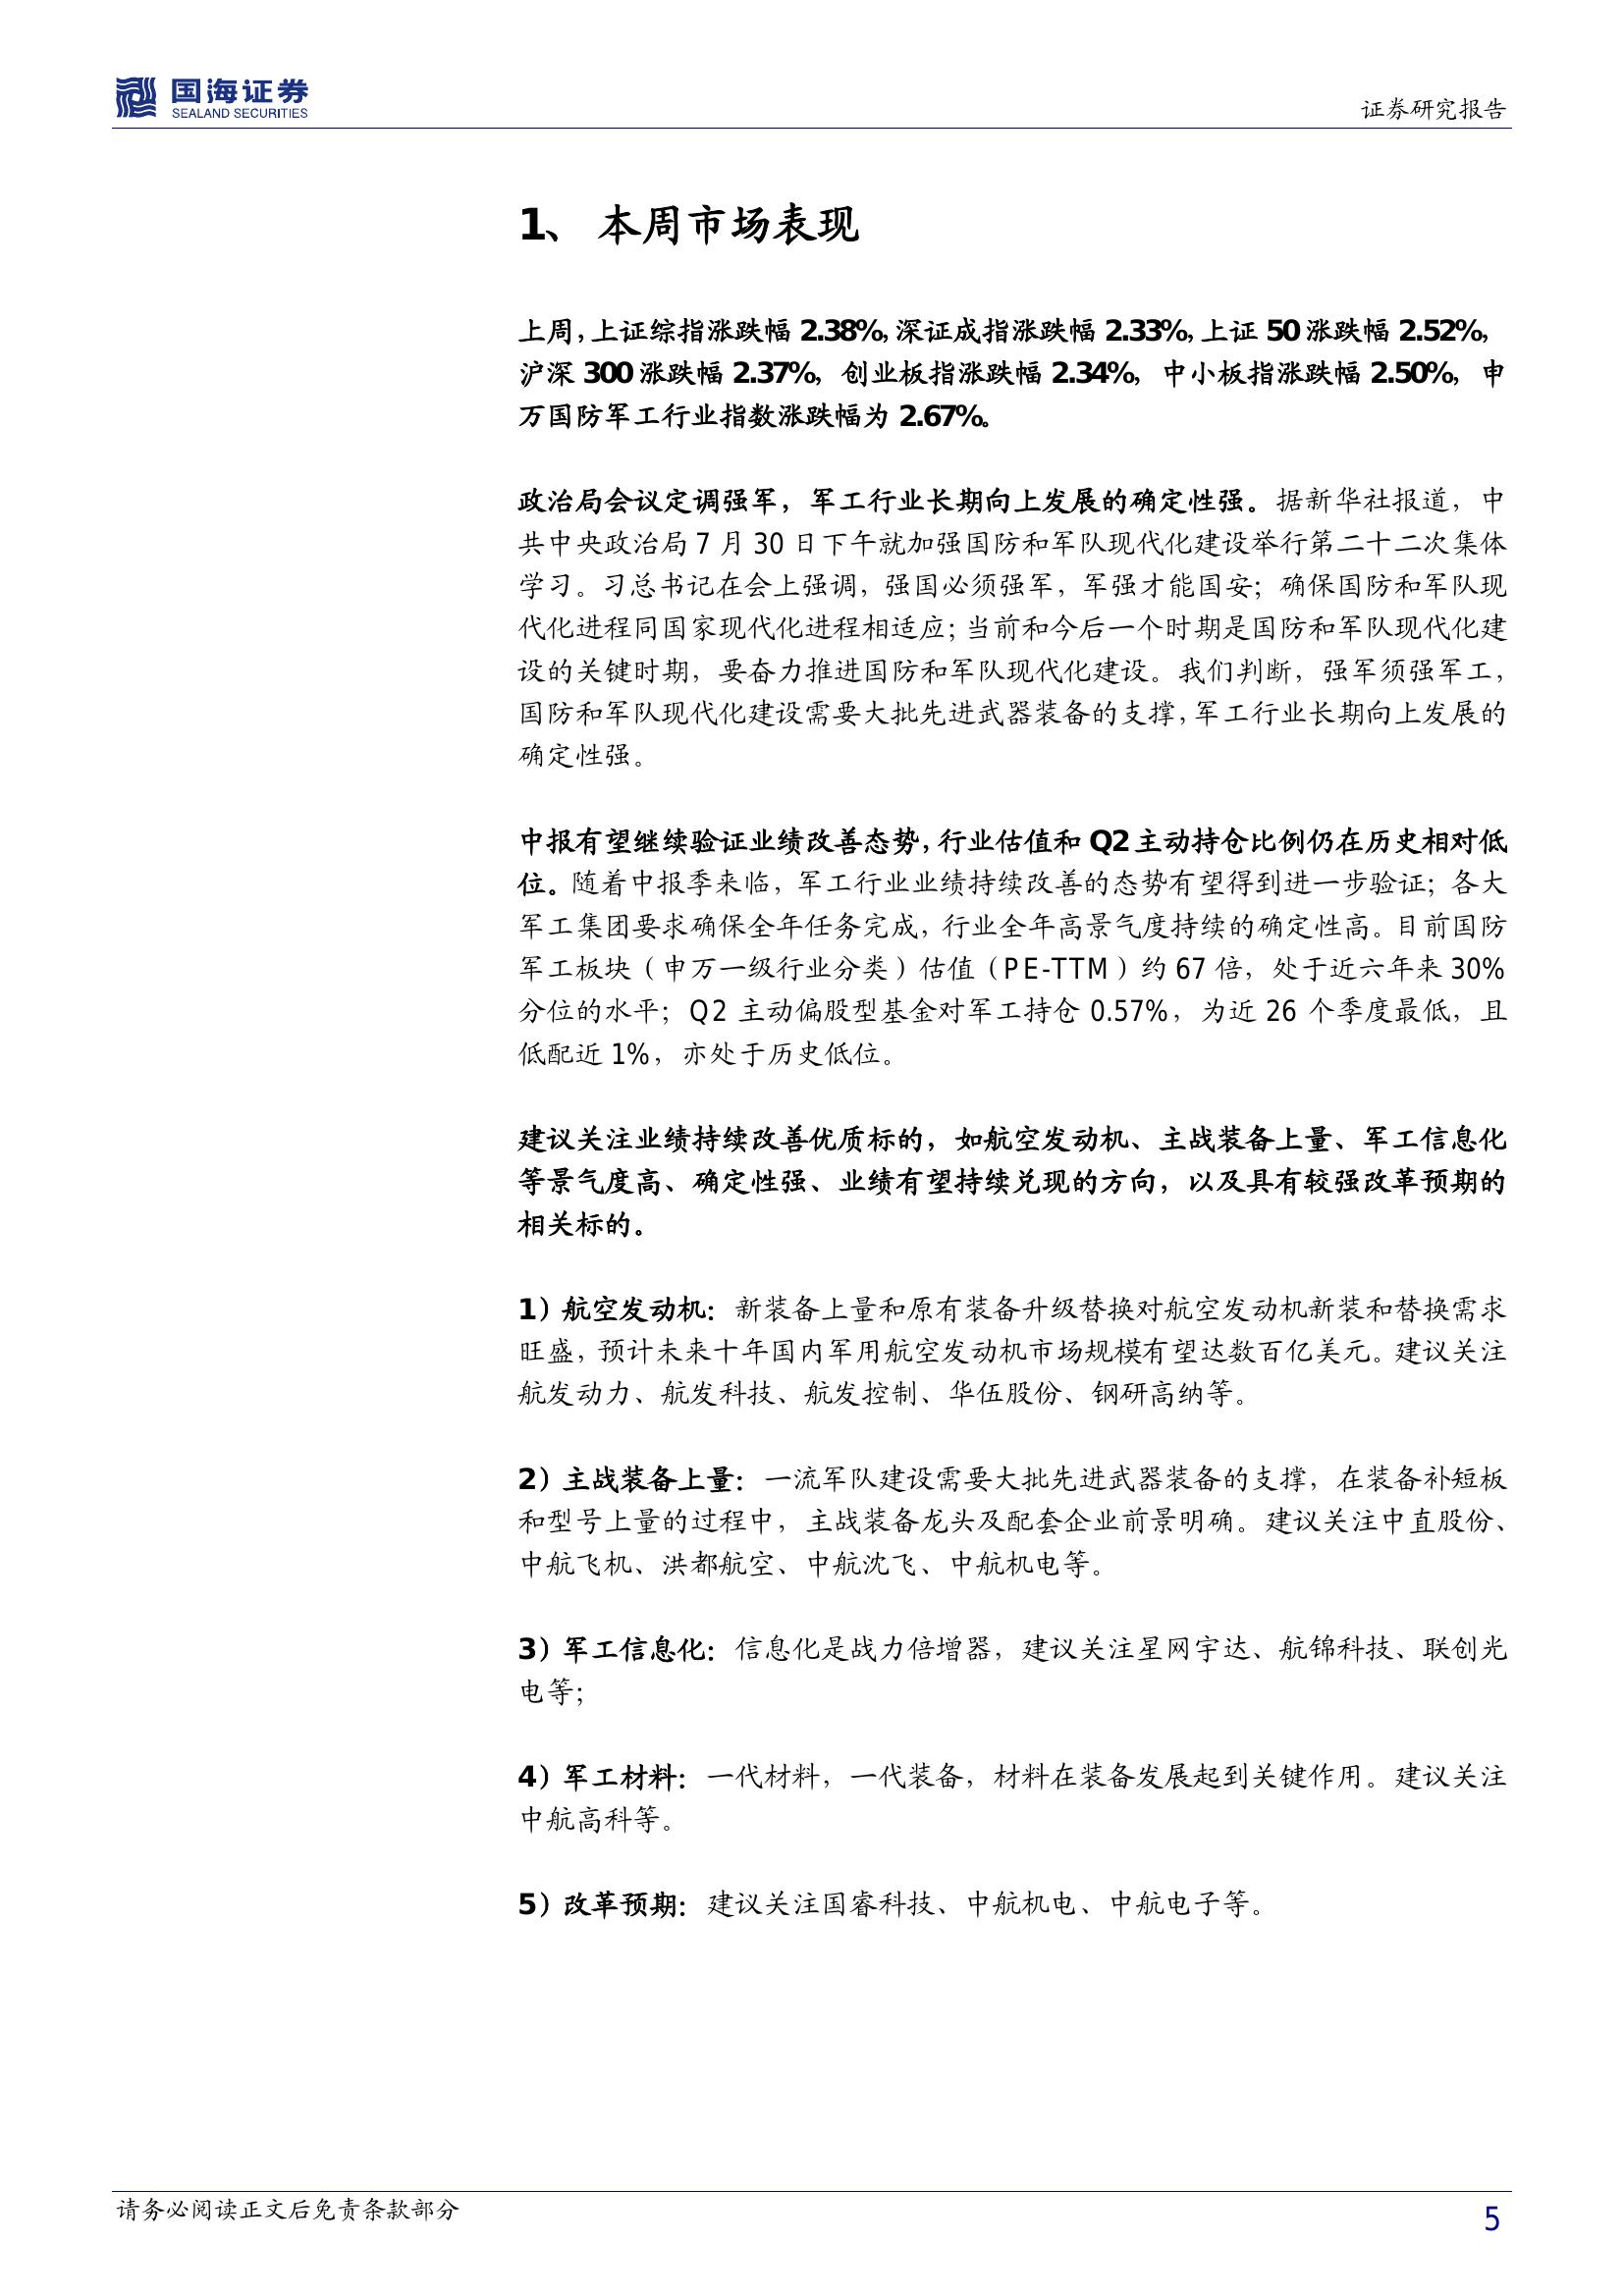 国海证券
SEALAND SECURITIES
证券研究报告
1、 本周市场表现
上周，上证综指涨跌幅 2.38%，深证成指涨跌幅 2.33%，上证 50 涨跌幅 2.52%，
沪深 300 涨跌幅 2.37%，创业板指涨跌幅 2.34%，中小板指涨跌幅 2.50%，申
万国防军工行业指数涨跌幅为 2.67%。
政治局会议定调强军，军工行业长期向上发展的确定性强。据新华社报道，中
共中央政治局 7 月 30 日下午就加强国防和军队现代化建设举行第二十二次集体
学习。习总书记在会上强调，强国必须强军，军强才能国安；确保国防和军队现
代化进程同国家现代化进程相适应；当前和今后一个时期是国防和军队现代化建
设的关键时期，要奋力推进国防和军队现代化建设。我们判断，强军须强军工，
国防和军队现代化建设需要大批先进武器装备的支撑，军工行业长期向上发展的
确定性强。
中报有望继续验证业绩改善态势，行业估值和 Q2 主动持仓比例仍在历史相对低
位。随着中报季来临，军工行业业绩持续改善的态势有望得到进一步验证；各大
军工集团要求确保全年任务完成，行业全年高景气度持续的确定性高。目前国防
军工板块（申万一级行业分类）估值（PE-TTM）约 67 倍，处于近六年来 30%
分位的水平；Q2 主动偏股型基金对军工持仓 0.57%，为近 26 个季度最低，且
低配近 1%，亦处于历史低位。
建议关注业绩持续改善优质标的，如航空发动机、主战装备上量、军工信息化
等景气度高、确定性强、业绩有望持续兑现的方向，以及具有较强改革预期的
相关标的。
1）航空发动机：新装备上量和原有装备升级替换对航空发动机新装和替换需求
旺盛，预计未来十年国内军用航空发动机市场规模有望达数百亿美元。建议关注
航发动力、航发科技、航发控制、华伍股份、钢研高纳等。
2）主战装备上量：一流军队建设需要大批先进武器装备的支撑，在装备补短板
和型号上量的过程中，主战装备龙头及配套企业前景明确。建议关注中直股份、
中航飞机、洪都航空、中航沈飞、中航机电等。
3）军工信息化：信息化是战力倍增器，建议关注星网宇达、航锦科技、联创光
电等；
4）军工材料：一代材料，一代装备，材料在装备发展起到关键作用。建议关注
中航高科等。
5）改革预期：建议关注国睿科技、中航机电、中航电子等。
请务必阅读正文后免责条款部分
5